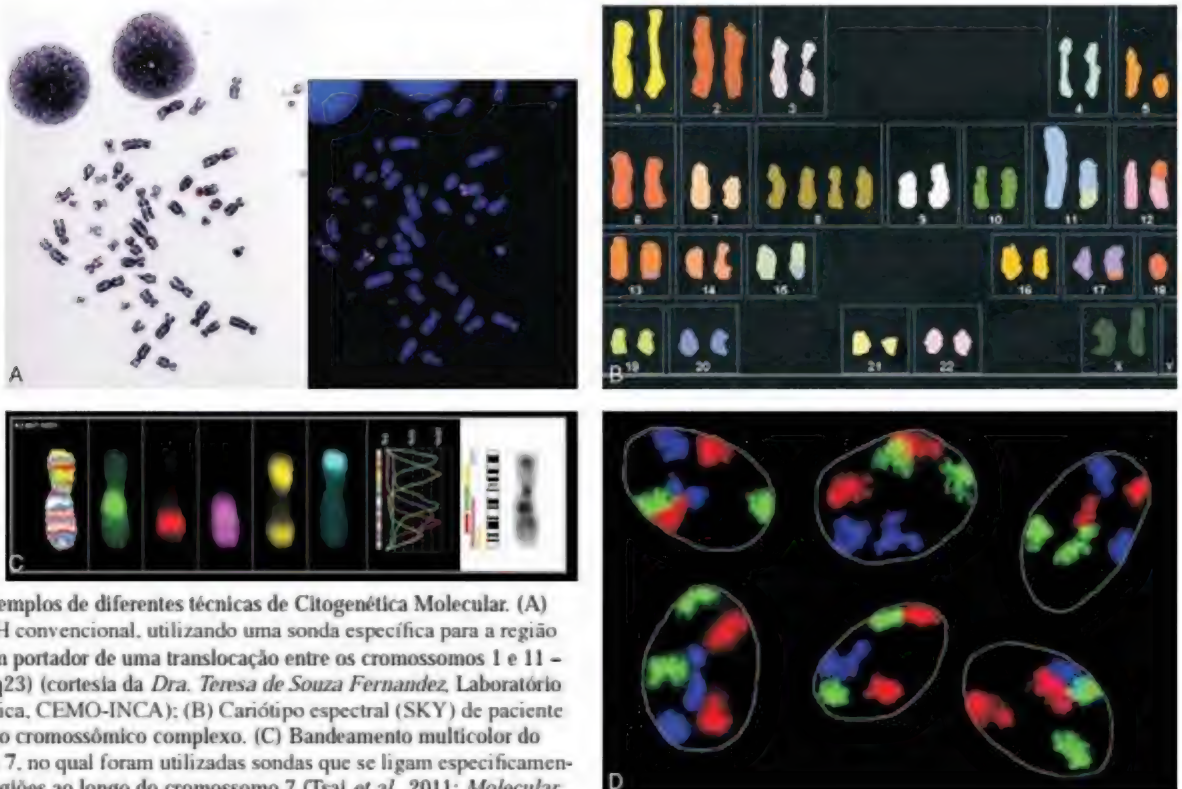 A
B
1 2 3 4 5
6 7 8 9 10 11 12
13 14 15 16 17 18
19 20 21 22 X Y
C
D
emplos de diferentes técnicas de Citogenética Molecular. (A)
H convencional, utilizando uma sonda específica para a região
m portador de uma translocação entre os cromossomos 1 e 11 –
q23) (cortesia da Dra. Teresa de Souza Fernandez, Laboratório
ica, CEMO-INCA); (B) Cariótipo espectral (SKY) de paciente
o cromossômico complexo. (C) Bandeamento multicolor do
7, no qual foram utilizadas sondas que se ligam especificamen-
giões ao longo do cromossomo 7 (Tsai et al., 2011; Molecular